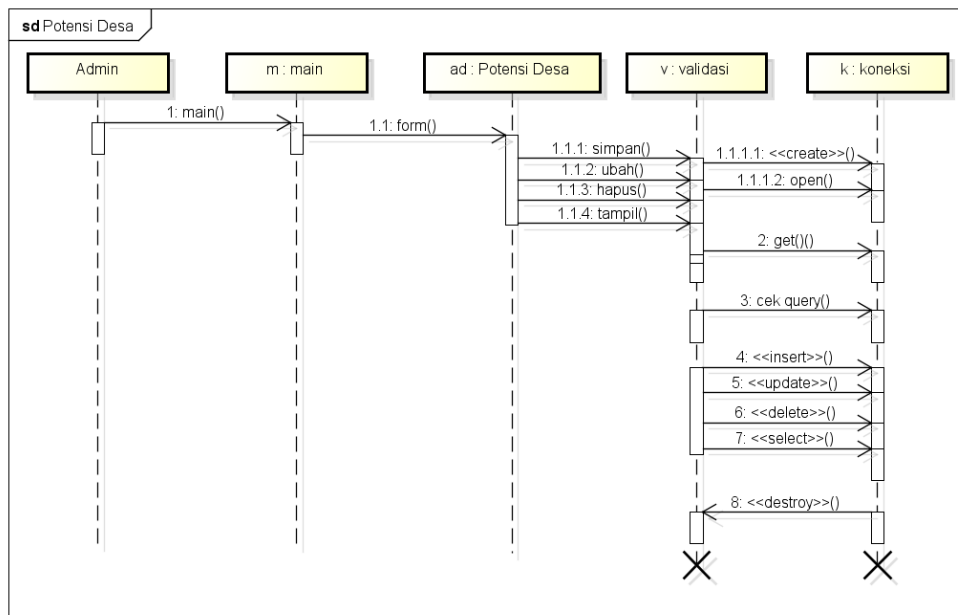 sd Potensi Desa
Admin
m : main
ad : Potensi Desa
v : validasi
k : koneksi
1: main()
1.1: form()
1.1.1: simpan()
1.1.2: ubah()
1.1.3: hapus()
1.1.4: tampil()
1.1.1.1: <<create>>()
1.1.1.2: open()
2: get()()
3: cek query()
4: <<insert>>()
5: <<update>>()
6: <<delete>>()
7: <<select>>()
8: <<destroy>>()